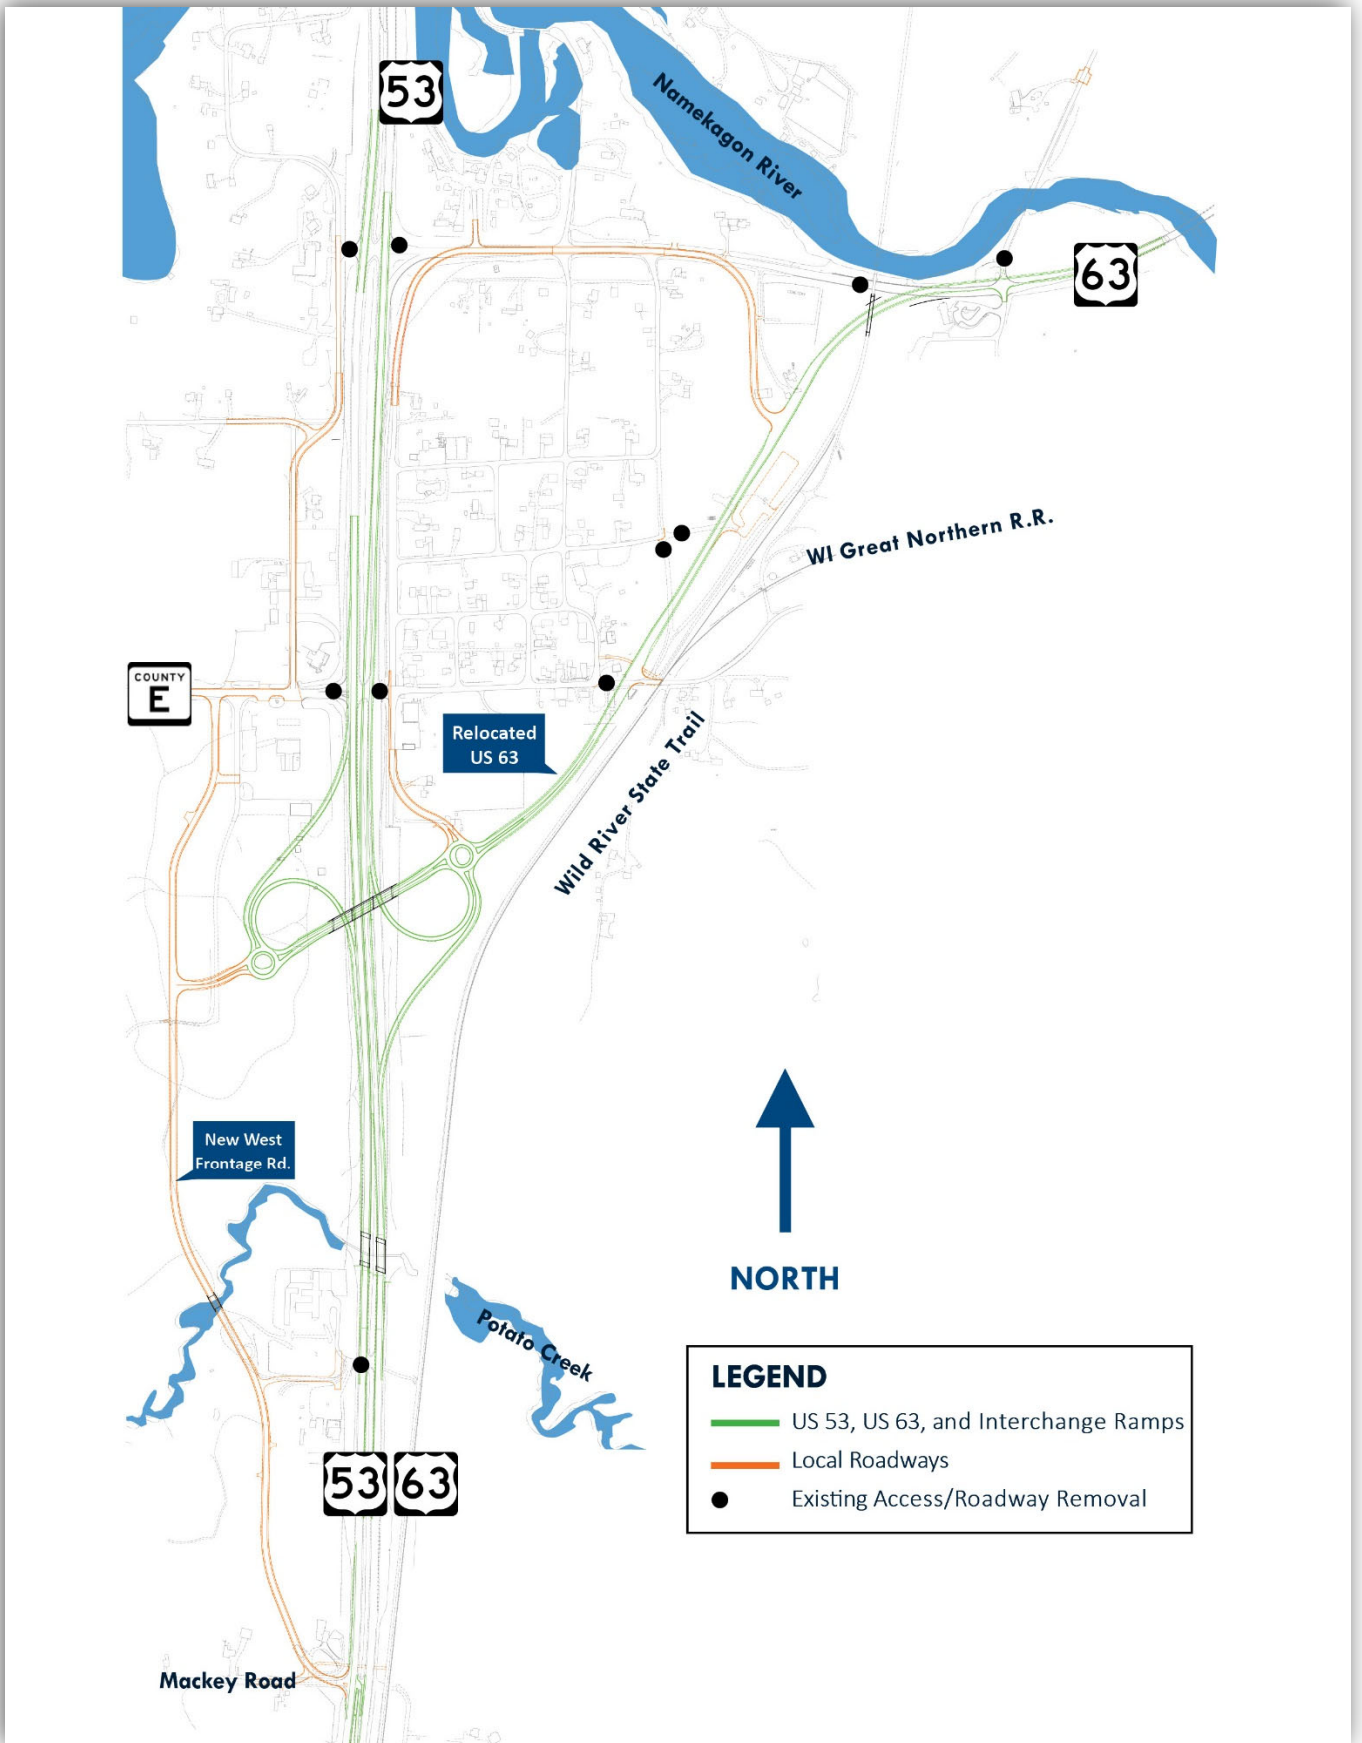 53
Namekagon River
63
WI Great Northern R.R.
COUNTY
E
Relocated
US 63
Wild River State Trail
New West
Frontage Rd.
NORTH
Potato Creek
LEGEND
US 53, US 63, and Interchange Ramps
Local Roadways
Existing Access/Roadway Removal
53 63
Mackey Road